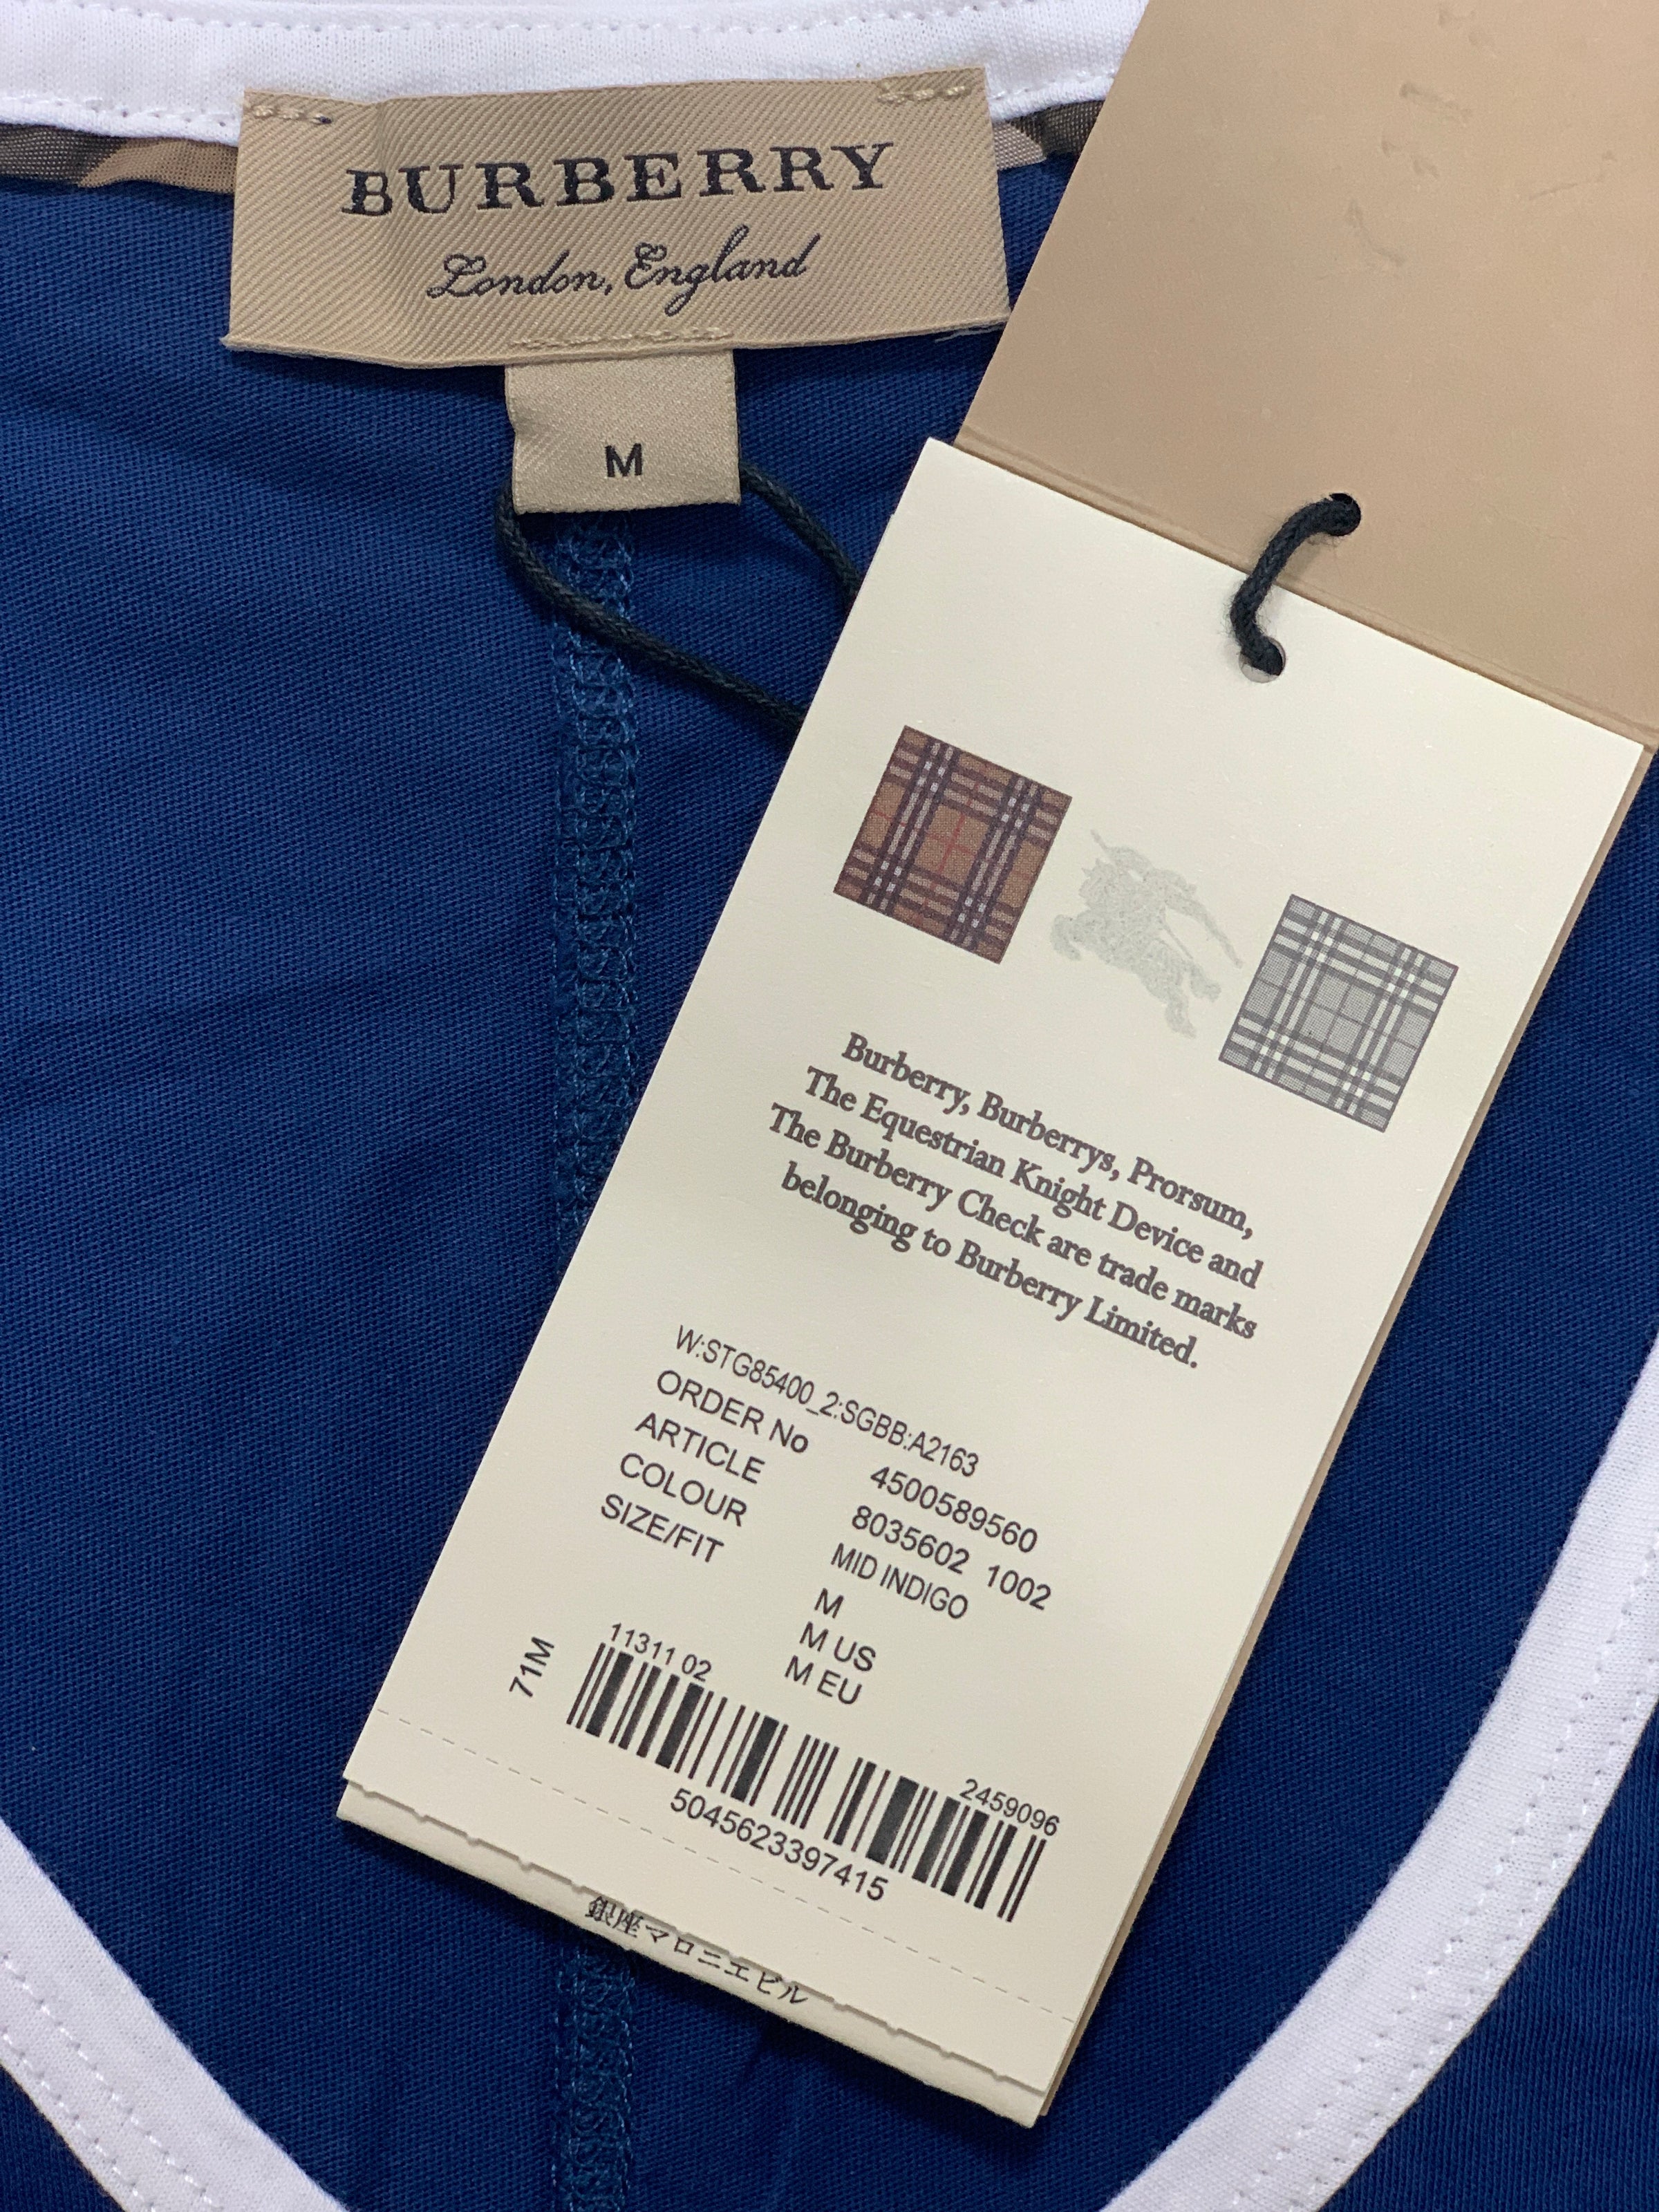 BURBERRY
London, England
M
Burberry, Burberrys, Prorsum,
The Equestrian Knight Device and
The Burberry Check are trade marks
belonging to Burberry Limited.
W:STG85400_2:SGBB:A2163
ORDER No 4500589560
ARTICLE 8035602 1002
COLOUR MID INDIGO
SIZE/FIT M
M US
M EU
71M
11311 02
2459096
5045623397415
銀座マロニエビル